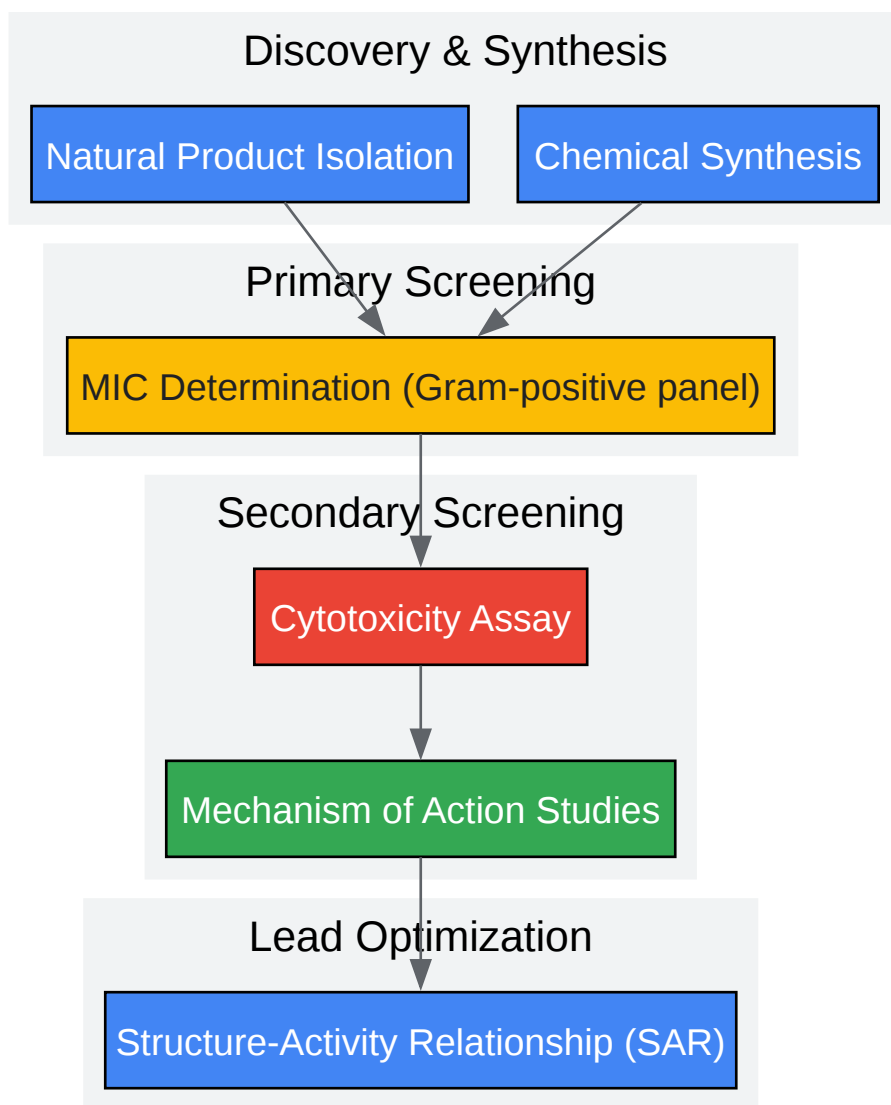 Discovery & Synthesis
Natural Product Isolation
Chemical Synthesis
Primary Screening
MIC Determination (Gram-positive panel)
Secondary Screening
Cytotoxicity Assay
Mechanism of Action Studies
Lead Optimization
Structure-Activity Relationship (SAR)